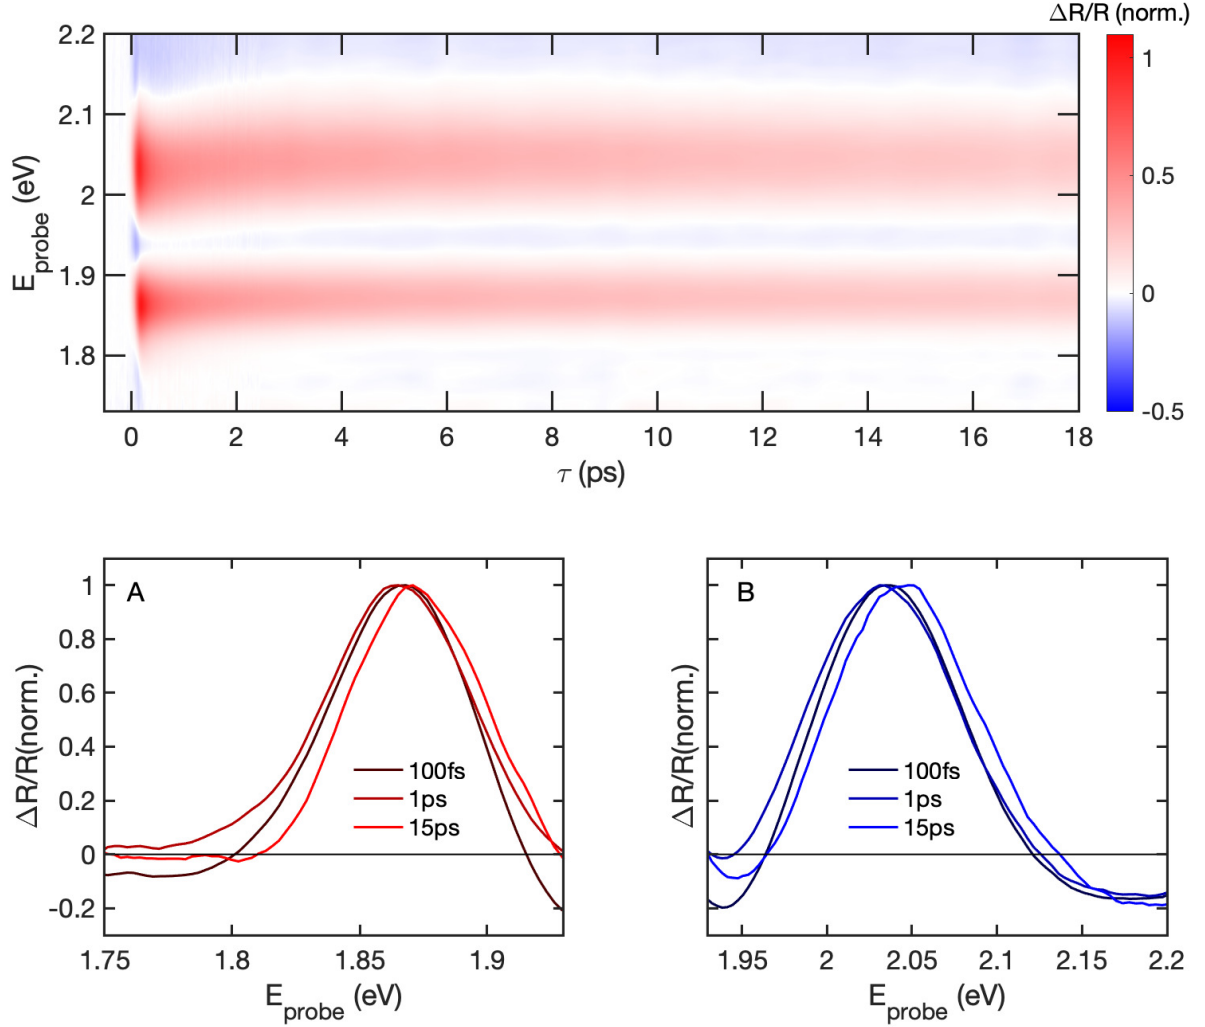 ΔR/R (norm.)
2.2
2.1
2
1.9
1.8
E_probe (eV)
1
0.5
0
-0.5
0 2 4 6 8 10 12 14 16 18
τ (ps)
A
1
0.8
0.6
0.4
0.2
0
-0.2
ΔR/R(norm.)
100fs
1ps
15ps
1.75 1.8 1.85 1.9
E_probe (eV)
B
ΔR/R(norm.)
100fs
1ps
15ps
1.95 2 2.05 2.1 2.15 2.2
E_probe (eV)